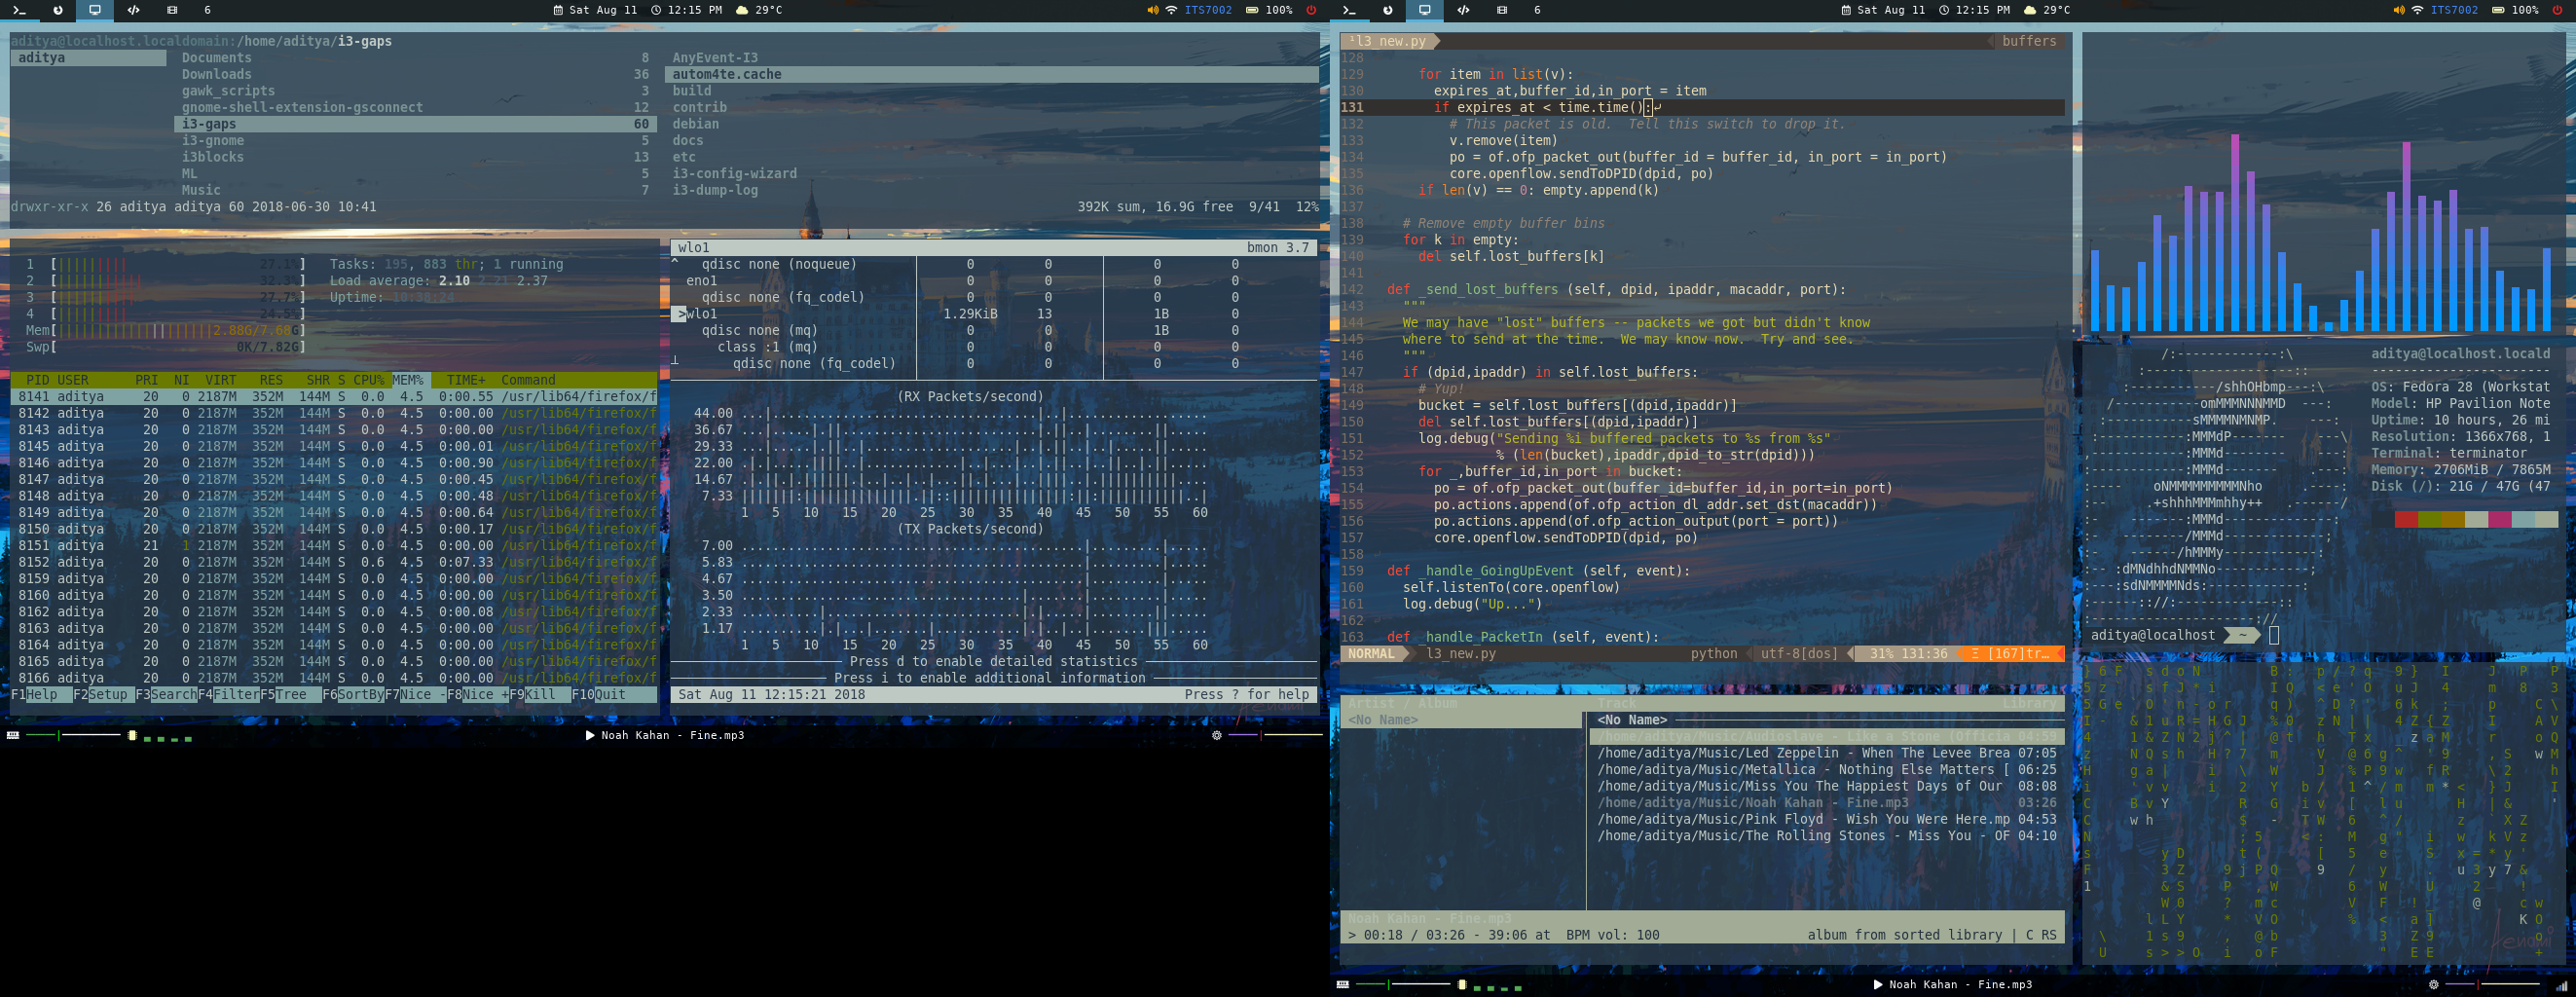 6 Sat Aug 11 12:15 PM 29°C ITS7002 100%
aditya@localhost.localdomain:/home/aditya/i3-gaps
aditya Documents 8 AnyEvent-I3
Downloads 36 autom4te.cache
gawk_scripts 3 build
gnome-shell-extension-gsconnect 12 contrib
i3-gaps 60 debian
i3-gnome 5 docs
i3blocks 13 etc
ML 5 i3-config-wizard
Music 7 i3-dump-log
drwxr-xr-x 26 aditya aditya 60 2018-06-30 10:41 392K sum, 16.9G free 9/41 12%
1 [ 27.1%] Tasks: 195, 883 thr; 1 running
2 [ 32.3%] Load average: 2.10 2.21 2.37
3 [ 27.7%] Uptime: 10:38:24
4 [ 24.5%]
Mem[ 2.88G/7.68G]
Swp[ 0K/7.82G]
PID USER PRI NI VIRT RES SHR S CPU% MEM% TIME+ Command
8141 aditya 20 0 2187M 352M 144M S 0.0 4.5 0:00.55 /usr/lib64/firefox/f
8142 aditya 20 0 2187M 352M 144M S 0.0 4.5 0:00.00 /usr/lib64/firefox/f
8143 aditya 20 0 2187M 352M 144M S 0.0 4.5 0:00.00 /usr/lib64/firefox/f
8145 aditya 20 0 2187M 352M 144M S 0.0 4.5 0:00.01 /usr/lib64/firefox/f
8146 aditya 20 0 2187M 352M 144M S 0.0 4.5 0:00.90 /usr/lib64/firefox/f
8147 aditya 20 0 2187M 352M 144M S 0.0 4.5 0:00.45 /usr/lib64/firefox/f
8148 aditya 20 0 2187M 352M 144M S 0.0 4.5 0:00.48 /usr/lib64/firefox/f
8149 aditya 20 0 2187M 352M 144M S 0.0 4.5 0:00.64 /usr/lib64/firefox/f
8150 aditya 20 0 2187M 352M 144M S 0.0 4.5 0:00.17 /usr/lib64/firefox/f
8151 aditya 21 1 2187M 352M 144M S 0.0 4.5 0:00.00 /usr/lib64/firefox/f
8152 aditya 20 0 2187M 352M 144M S 0.6 4.5 0:07.33 /usr/lib64/firefox/f
8159 aditya 20 0 2187M 352M 144M S 0.0 4.5 0:00.00 /usr/lib64/firefox/f
8160 aditya 20 0 2187M 352M 144M S 0.0 4.5 0:00.00 /usr/lib64/firefox/f
8162 aditya 20 0 2187M 352M 144M S 0.0 4.5 0:00.08 /usr/lib64/firefox/f
8163 aditya 20 0 2187M 352M 144M S 0.0 4.5 0:00.00 /usr/lib64/firefox/f
8164 aditya 20 0 2187M 352M 144M S 0.0 4.5 0:00.00 /usr/lib64/firefox/f
8165 aditya 20 0 2187M 352M 144M S 0.0 4.5 0:00.00 /usr/lib64/firefox/f
8166 aditya 20 0 2187M 352M 144M S 0.0 4.5 0:00.00 /usr/lib64/firefox/f
F1Help F2Setup F3SearchF4FilterF5Tree F6SortByF7Nice -F8Nice +F9Kill F10Quit
wlo1 bmon 3.7
qdisc none (noqueue) 0 0 0 0
eno1 0 0 0 0
qdisc none (fq_codel) 0 0 0 0
>wlo1 1.29KiB 13 1B 0
qdisc none (mq) 0 0 1B 0
class :1 (mq) 0 0 0 0
qdisc none (fq_codel) 0 0 0 0
(RX Packets/second)
44.00
36.67
29.33
22.00
14.67
7.33
1 5 10 15 20 25 30 35 40 45 50 55 60
(TX Packets/second)
7.00
5.83
4.67
3.50
2.33
1.17
1 5 10 15 20 25 30 35 40 45 50 55 60
Press d to enable detailed statistics
Press i to enable additional information
Sat Aug 11 12:15:21 2018 Press ? for help
Noah Kahan - Fine.mp3
6 Sat Aug 11 12:15 PM 29°C ITS7002 100%
¹l3_new.py buffers
128
129 for item in list(v):
130 expires_at,buffer_id,in_port = item
131 if expires_at < time.time():
132 # This packet is old. Tell this switch to drop it.
133 v.remove(item)
134 po = of.ofp_packet_out(buffer_id = buffer_id, in_port = in_port)
135 core.openflow.sendToDPID(dpid, po)
136 if len(v) == 0: empty.append(k)
137
138 # Remove empty buffer bins
139 for k in empty:
140 del self.lost_buffers[k]
141
142 def _send_lost_buffers (self, dpid, ipaddr, macaddr, port):
143 """
144 We may have "lost" buffers -- packets we got but didn't know
145 where to send at the time. We may know now. Try and see.
146 """
147 if (dpid,ipaddr) in self.lost_buffers:
148 # Yup!
149 bucket = self.lost_buffers[(dpid,ipaddr)]
150 del self.lost_buffers[(dpid,ipaddr)]
151 log.debug("Sending %i buffered packets to %s from %s"
152 % (len(bucket),ipaddr,dpid_to_str(dpid)))
153 for _,buffer_id,in_port in bucket:
154 po = of.ofp_packet_out(buffer_id=buffer_id,in_port=in_port)
155 po.actions.append(of.ofp_action_dl_addr.set_dst(macaddr))
156 po.actions.append(of.ofp_action_output(port = port))
157 core.openflow.sendToDPID(dpid, po)
158
159 def _handle_GoingUpEvent (self, event):
160 self.listenTo(core.openflow)
161 log.debug("Up...")
162
163 def _handle_PacketIn (self, event):
NORMAL l3_new.py python utf-8[dos] 31% 131:36 Ξ [167]tr…
Artist / Album Track Library
<No Name> <No Name>
/home/aditya/Music/Audioslave - Like a Stone (Officia 04:59
/home/aditya/Music/Led Zeppelin - When The Levee Brea 07:05
/home/aditya/Music/Metallica - Nothing Else Matters [ 06:25
/home/aditya/Music/Miss You The Happiest Days of Our 08:08
/home/aditya/Music/Noah Kahan - Fine.mp3 03:26
/home/aditya/Music/Pink Floyd - Wish You Were Here.mp 04:53
/home/aditya/Music/The Rolling Stones - Miss You - OF 04:10
Noah Kahan - Fine.mp3
> 00:18 / 03:26 - 39:06 at BPM vol: 100 album from sorted library | C RS
aditya@localhost.locald
OS: Fedora 28 (Workstat
Model: HP Pavilion Note
Uptime: 10 hours, 26 mi
Resolution: 1366x768, 1
Terminal: terminator
Memory: 2706MiB / 7865M
Disk (/): 21G / 47G (47
aditya@localhost ~
Noah Kahan - Fine.mp3